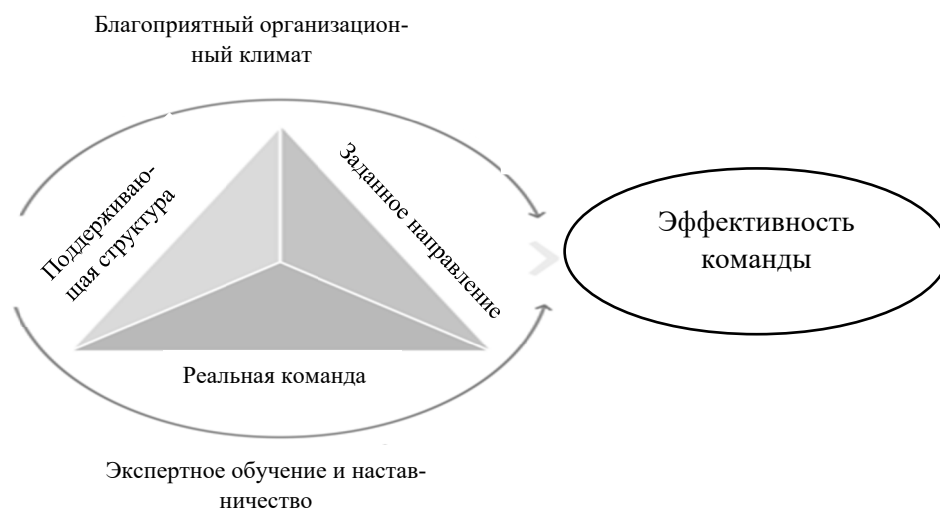 Благоприятный организацион-
ный климат
Поддерживаю-
щая структура
Заданное направление
Эффективность
команды
Реальная команда
Экспертное обучение и настав-
ничество